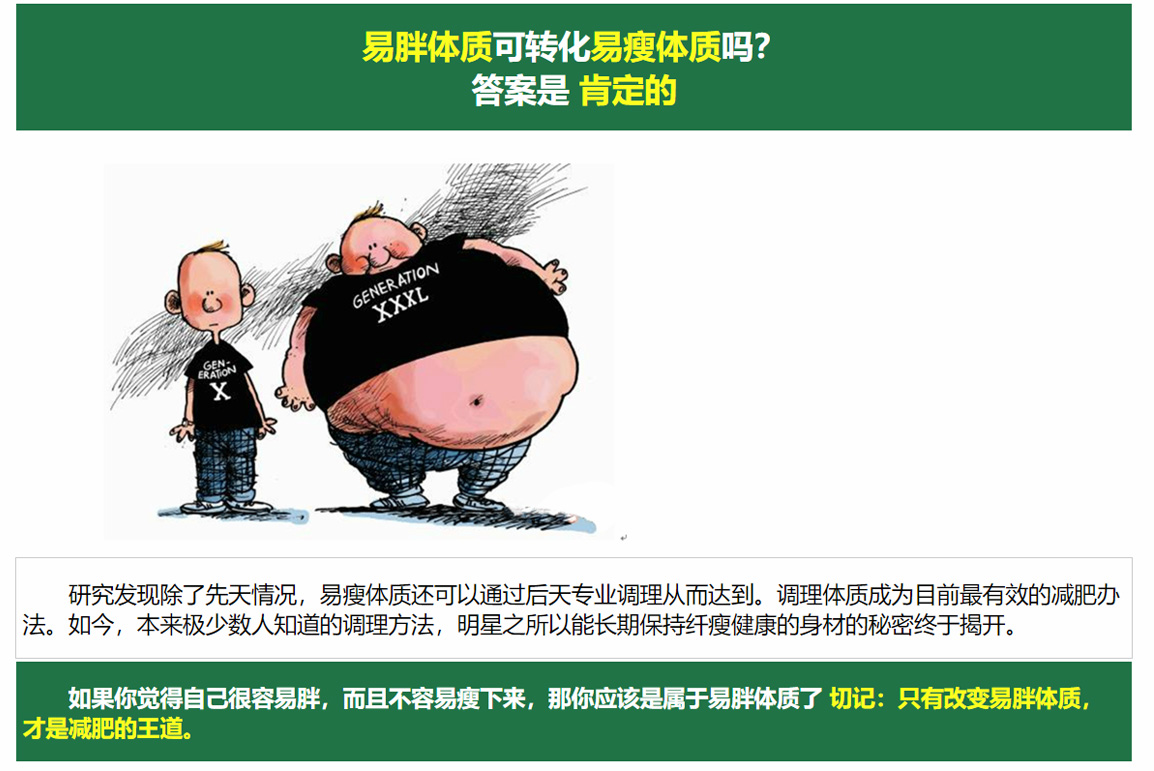 易胖体质可转化易瘦体质吗？
答案是 肯定的
GENERATION
XXXL
GEN-
ERATION
X
研究发现除了先天情况，易瘦体质还可以通过后天专业调理从而达到。调理体质成为目前最有效的减肥办
法。如今，本来极少数人知道的调理方法，明星之所以能长期保持纤瘦健康的身材的秘密终于揭开。
如果你觉得自己很容易胖，而且不容易瘦下来，那你应该是属于易胖体质了 切记：只有改变易胖体质，
才是减肥的王道。